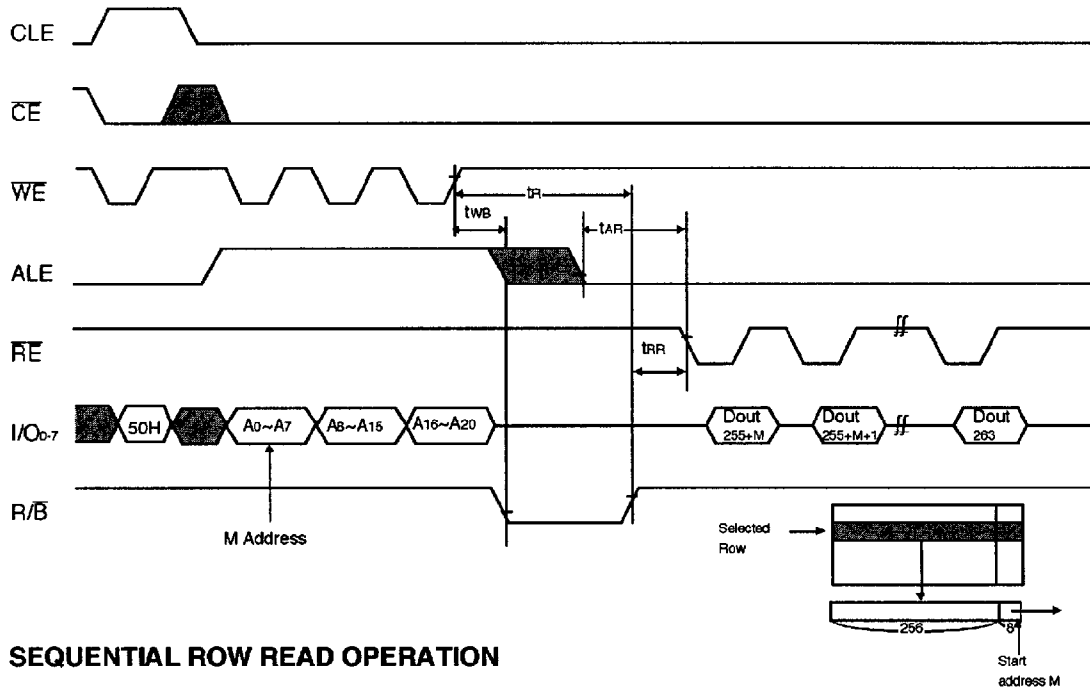 CLE
CE
WE
tR
tWB
tAR
ALE
RE
tRR
I/O0-7
50H
A0~A7
A8~A15
A16~A20
Dout
255+M
Dout
255+M+1
Dout
263
R/B
M Address
Selected
Row
256
8
Start
address M
SEQUENTIAL ROW READ OPERATION